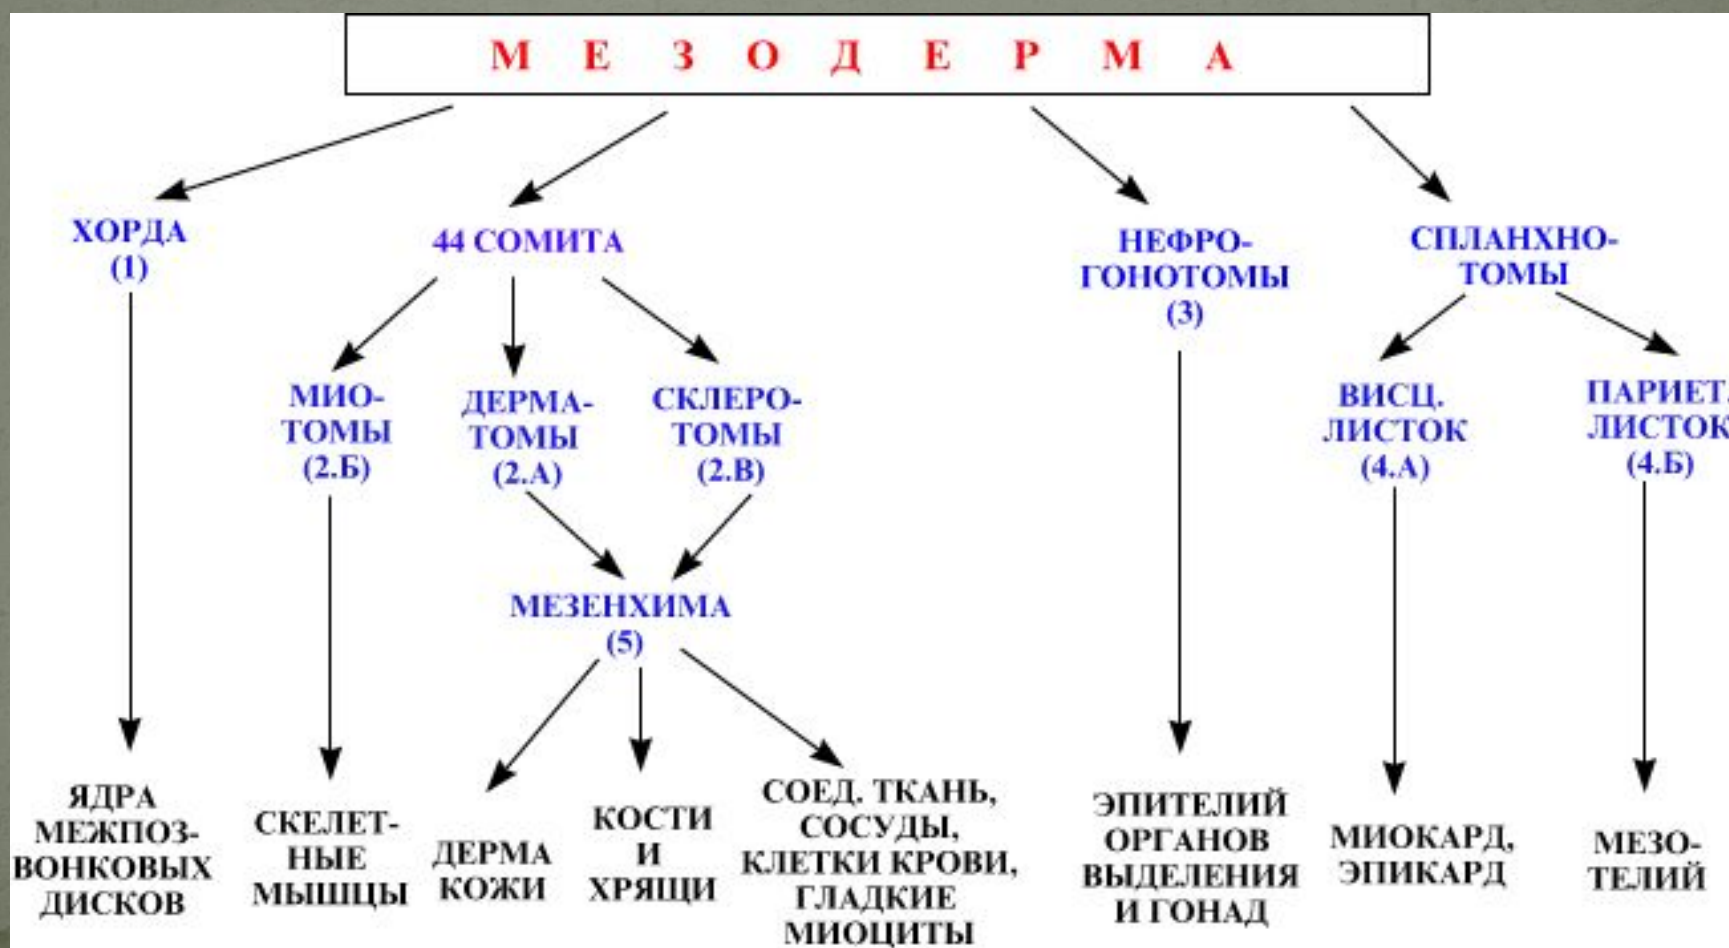 М Е З О Д Е Р М А
ХОРДА
(1)
44 СОМИТА
НЕФРО-
ГОНОТОМЫ
(3)
СПЛАНХНО-
ТОМЫ
МИО-
ТОМЫ
(2.Б)
ДЕРМА-
ТОМЫ
(2.А)
СКЛЕРО-
ТОМЫ
(2.В)
ВИСЦ.
ЛИСТОК
(4.А)
ПАРИЕТ.
ЛИСТОК
(4.Б)
МЕЗЕНХИМА
(5)
ЯДРА
МЕЖПОЗ-
ВОНКОВЫХ
ДИСКОВ
СКЕЛЕТ-
НЫЕ
МЫШЦЫ
ДЕРМА
КОЖИ
КОСТИ
И
ХРЯЩИ
СОЕД. ТКАНЬ,
СОСУДЫ,
КЛЕТКИ КРОВИ,
ГЛАДКИЕ
МИОЦИТЫ
ЭПИТЕЛИЙ
ОРГАНОВ
ВЫДЕЛЕНИЯ
И ГОНАД
МИОКАРД,
ЭПИКАРД
МЕЗО-
ТЕЛИЙ